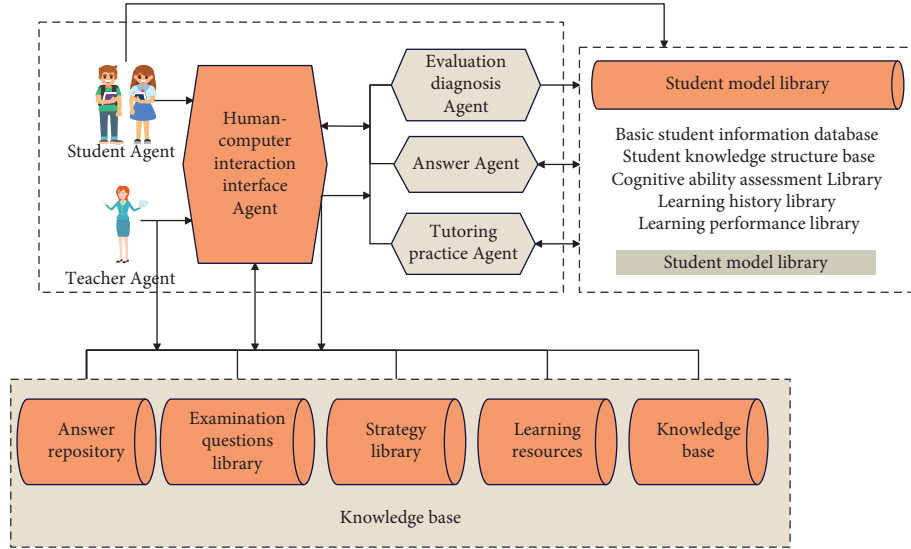 Student Agent
Teacher Agent
Human-
computer
interaction
interface
Agent
Evaluation
diagnosis
Agent
Answer Agent
Tutoring
practice Agent
Student model library
Basic student information database
Student knowledge structure base
Cognitive ability assessment Library
Learning history library
Learning performance library
Student model library
Answer
repository
Examination
questions
library
Strategy
library
Learning
resources
Knowledge
base
Knowledge base